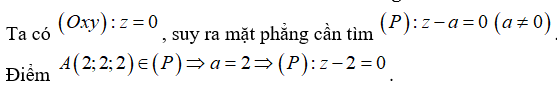 Ta có (Oxy) : z = 0, suy ra mặt phẳng cần tìm (P) : z − a = 0 (a ≠ 0).
Điểm A(2;2;2) ∈ (P) ⇒ a = 2 ⇒ (P) : z − 2 = 0.